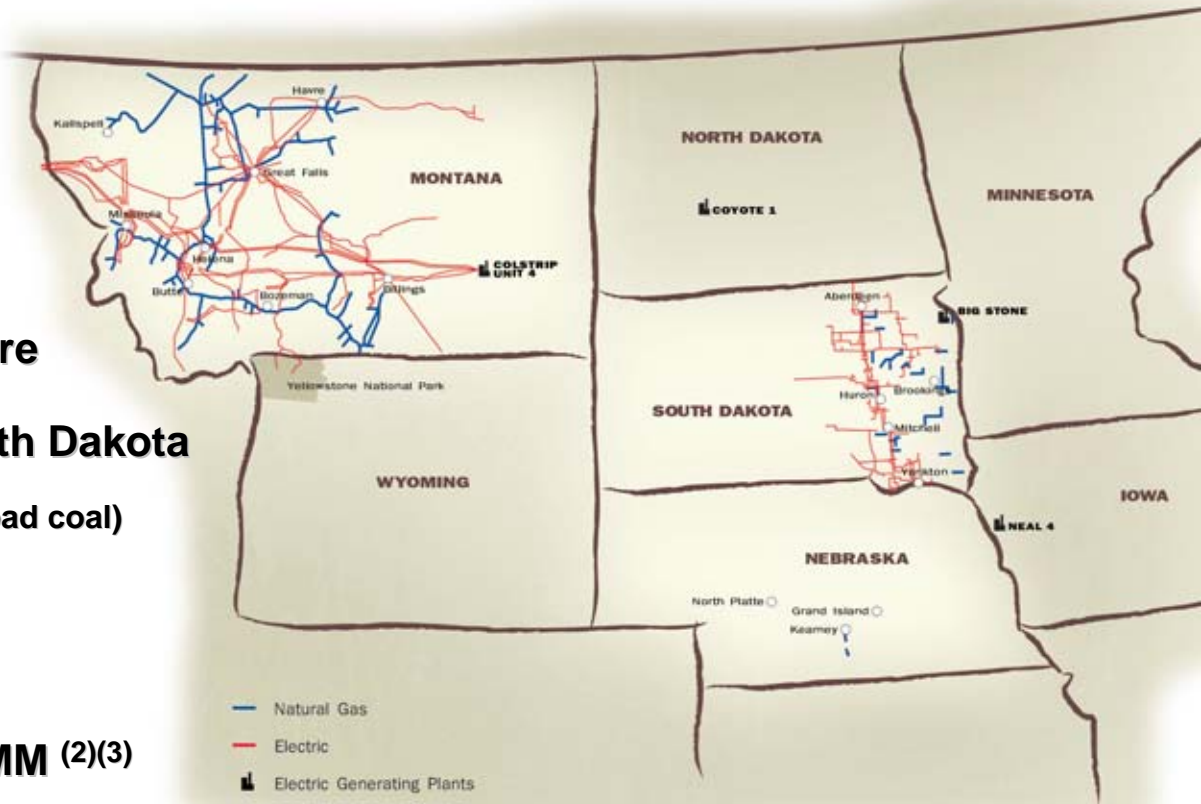 re
th Dakota
oad coal)
MM (2)(3)
Kalispell
Havre
Great Falls
MONTANA
Missoula
Helena
Butte
Bozeman
Billings
COLSTRIP
UNIT 4
Yellowstone National Park
WYOMING
NORTH DAKOTA
COYOTE 1
MINNESOTA
Aberdeen
BIG STONE
SOUTH DAKOTA
Huron
Brookings
Mitchell
Yankton
IOWA
NEAL 4
NEBRASKA
North Platte
Grand Island
Kearney
Natural Gas
Electric
Electric Generating Plants